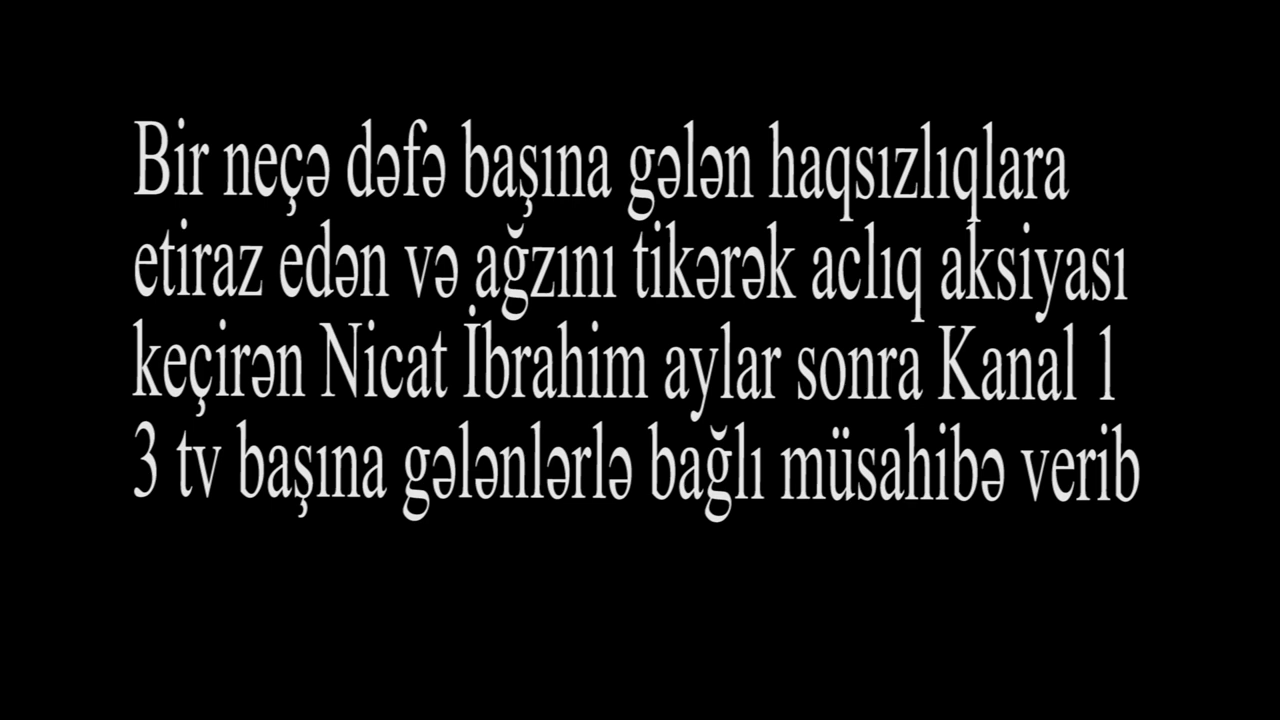 Bir neçə dəfə başına gələn haqsızlıqlara
etiraz edən və ağzını tikərək aclıq aksiyası
keçirən Nicat İbrahim aylar sonra Kanal 1
3 tv başına gələnlərlə bağlı müsahibə verib